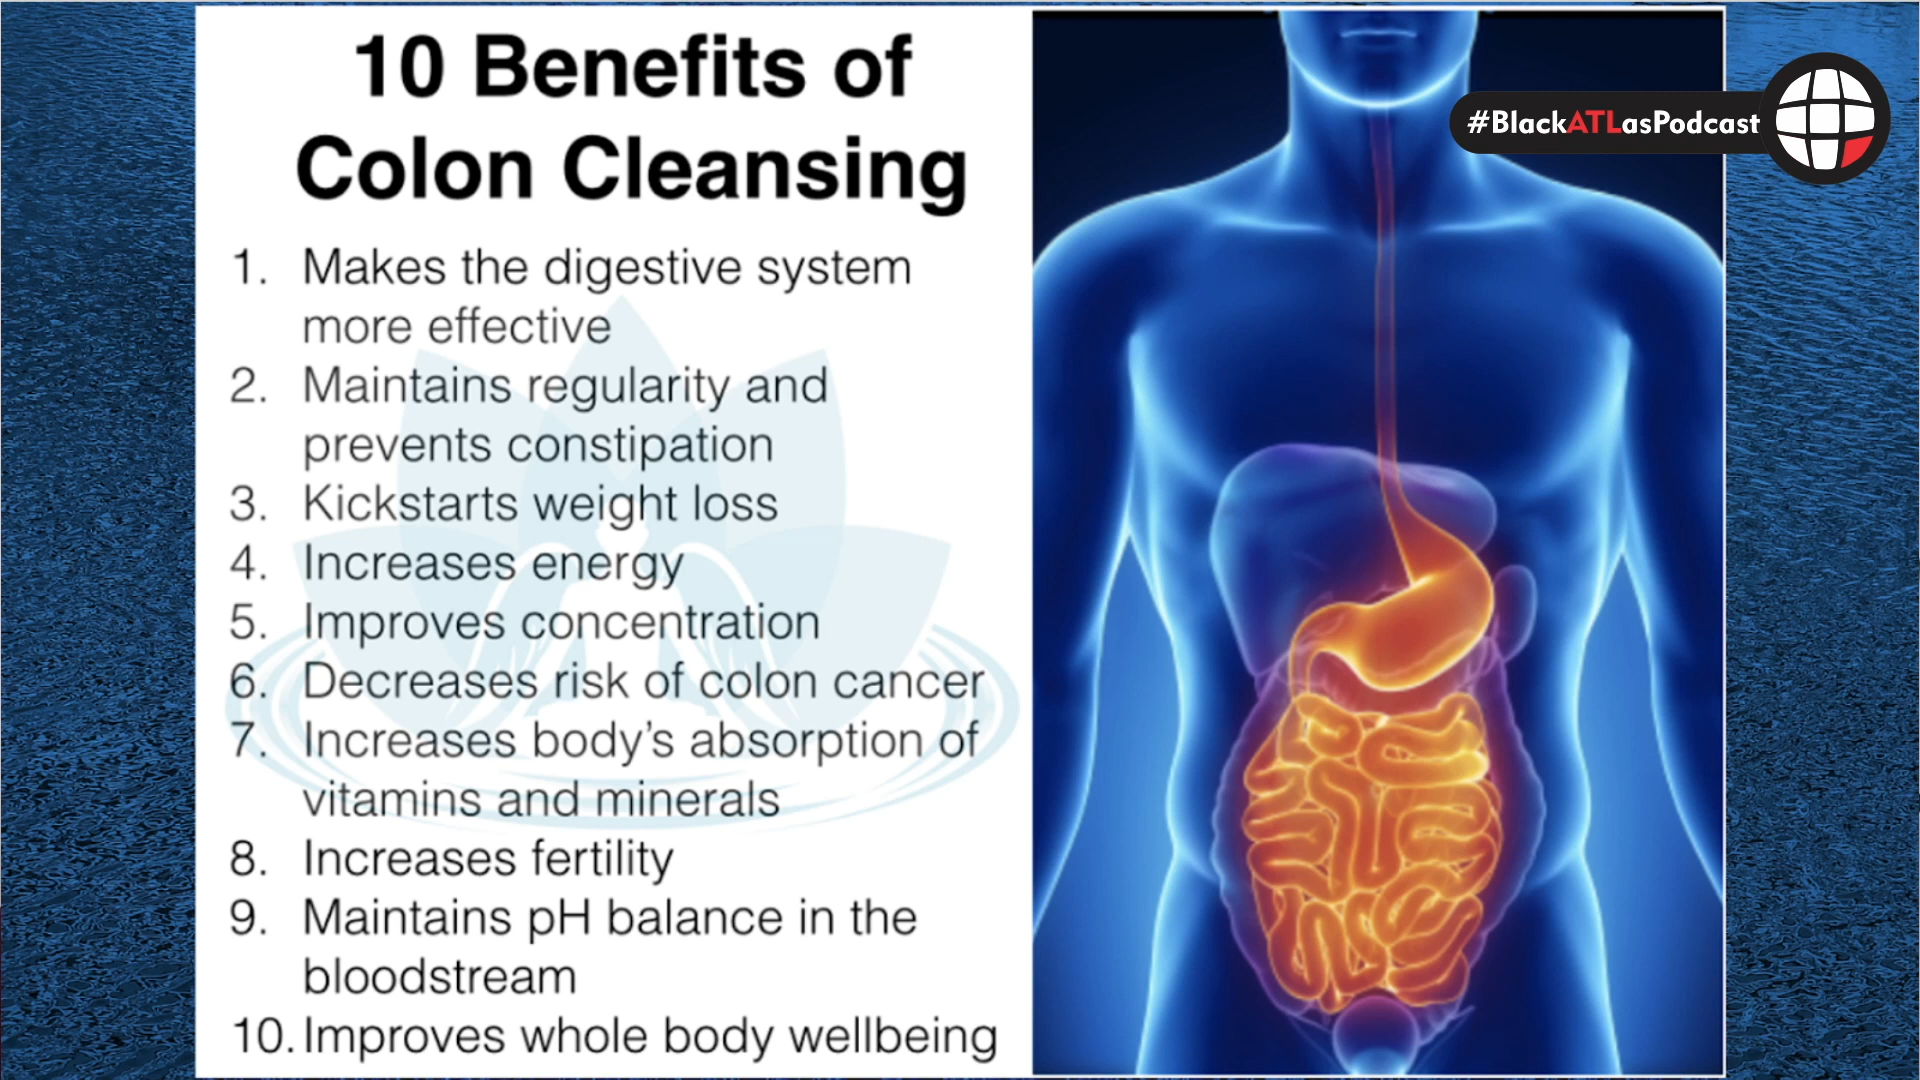 10 Benefits of
Colon Cleansing
1. Makes the digestive system
more effective
2. Maintains regularity and
prevents constipation
3. Kickstarts weight loss
4. Increases energy
5. Improves concentration
6. Decreases risk of colon cancer
7. Increases body’s absorption of
vitamins and minerals
8. Increases fertility
9. Maintains pH balance in the
bloodstream
10. Improves whole body wellbeing
#BlackATLasPodcast